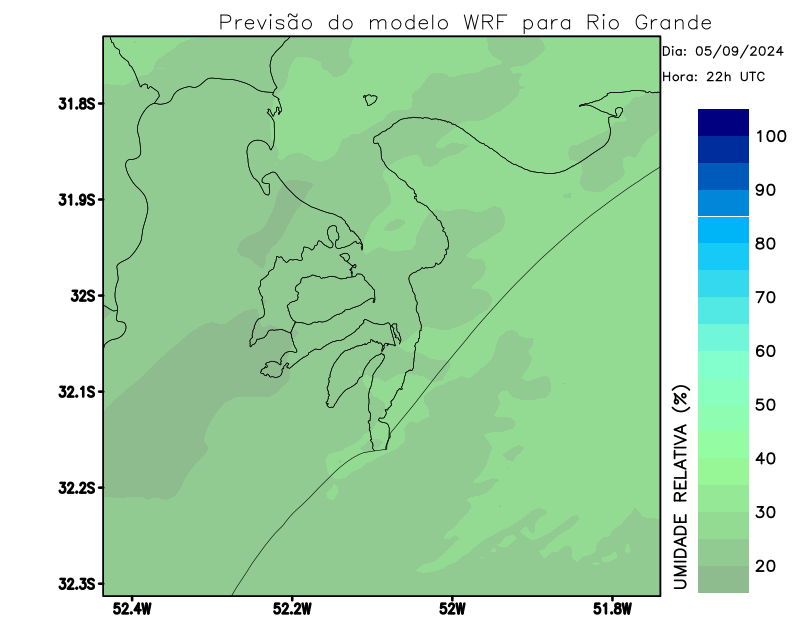 Previsão do modelo WRF para Rio Grande
Dia: 05/09/2024
Hora: 22h UTC
31.8S
31.9S
32S
32.1S
32.2S
32.3S
52.4W
52.2W
52W
51.8W
100
90
80
70
60
50
40
30
20
UMIDADE RELATIVA (%)